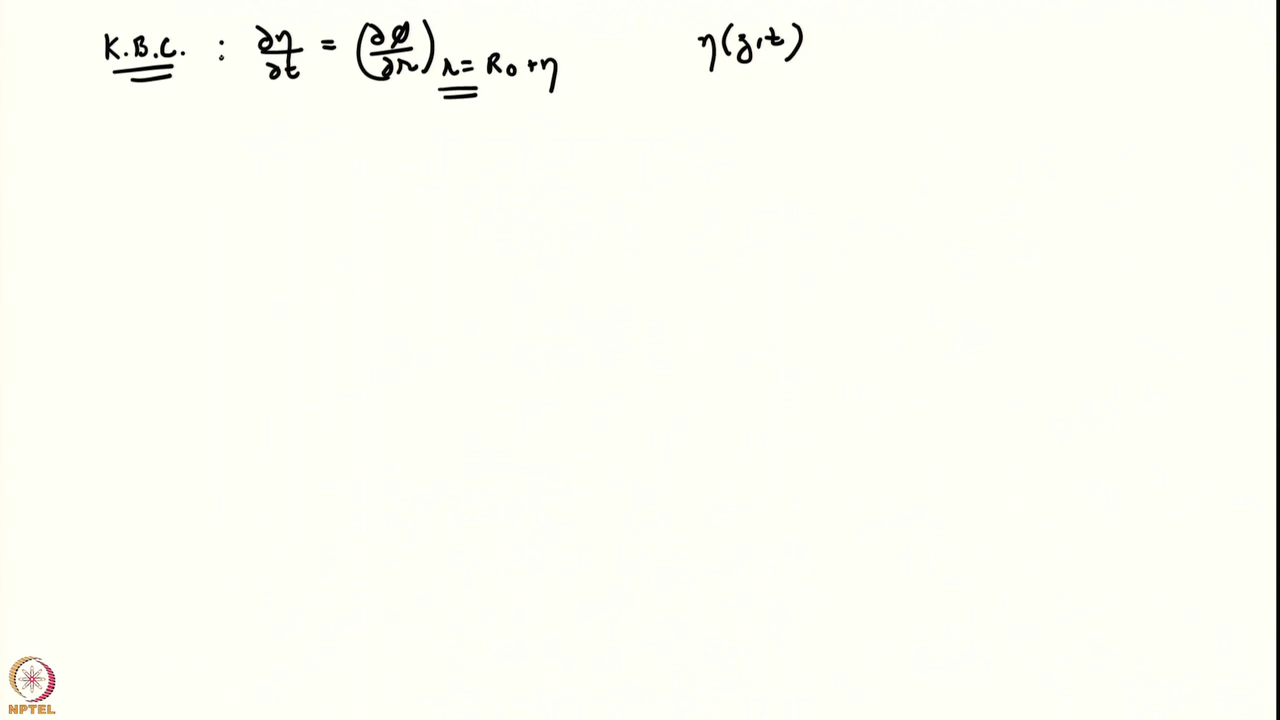 K.B.C. : ∂η/∂t = (∂φ/∂r)_{r = R₀ + η} η(z,t)
NPTEL